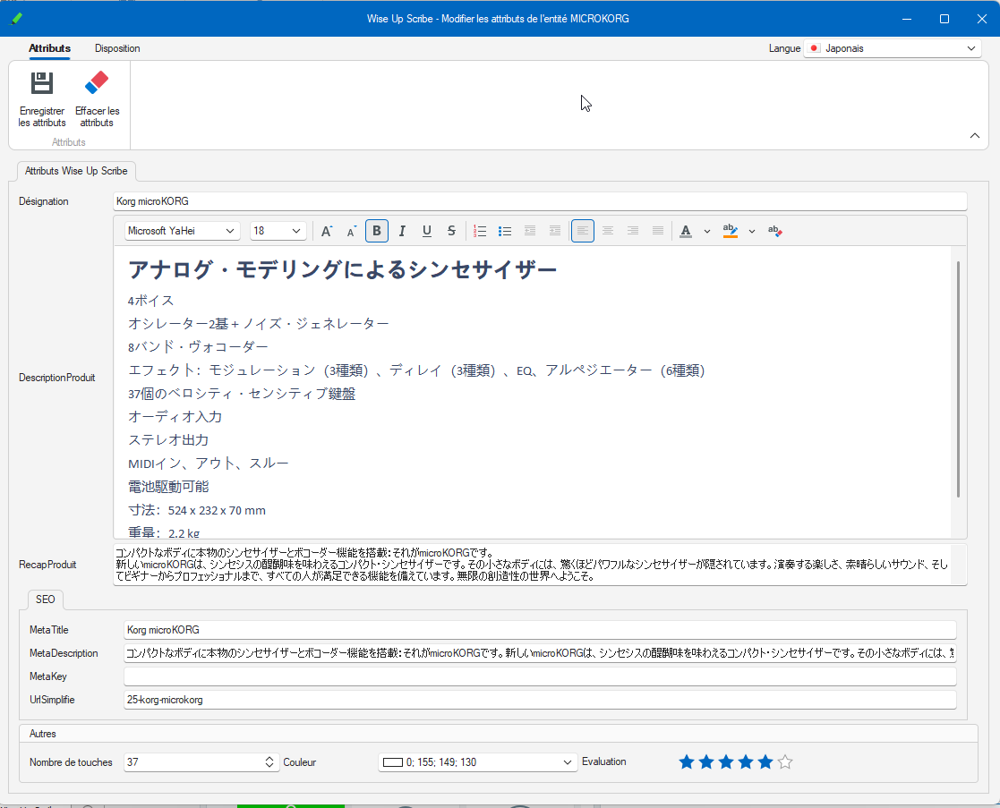 Wise Up Scribe - Modifier les attributs de l'entité MICROKORG
Attributs Disposition Langue Japonais
Enregistrer les attributs
Effacer les attributs
Attributs
Attributs Wise Up Scribe
Désignation Korg microKORG
Microsoft YaHei 18 A A B I U S A ab ab
アナログ・モデリングによるシンセサイザー
4ボイス
オシレーター2基 + ノイズ・ジェネレーター
8バンド・ヴォコーダー
エフェクト：モジュレーション（3種類）、ディレイ（3種類）、EQ、アルペジエーター（6種類）
DescriptionProduit
37個のベロシティ・センシティブ鍵盤
オーディオ入力
ステレオ出力
MIDIイン、アウト、スルー
電池駆動可能
寸法：524 x 232 x 70 mm
重量：2.2 kg
RecapProduit
コンパクトなボディに本物のシンセサイザーとボコーダー機能を搭載：それがmicroKORGです。
新しいmicroKORGは、シンセシスの醍醐味を味わえるコンパクト・シンセサイザーです。その小さなボディには、驚くほどパワフルなシンセサイザーが隠されています。演奏する楽しさ、素晴らしいサウンド、そし
てビギナーからプロフェッショナルまで、すべての人が満足できる機能を備えています。無限の創造性の世界へようこそ。
SEO
MetaTitle Korg microKORG
MetaDescription コンパクトなボディに本物のシンセサイザーとボコーダー機能を搭載：それがmicroKORGです。新しいmicroKORGは、シンセシスの醍醐味を味わえるコンパクト・シンセサイザーです。その小さなボディには、
MetaKey
UrlSimplifie 25-korg-microkorg
Autres
Nombre de touches 37 Couleur 0; 155; 149; 130 Evaluation